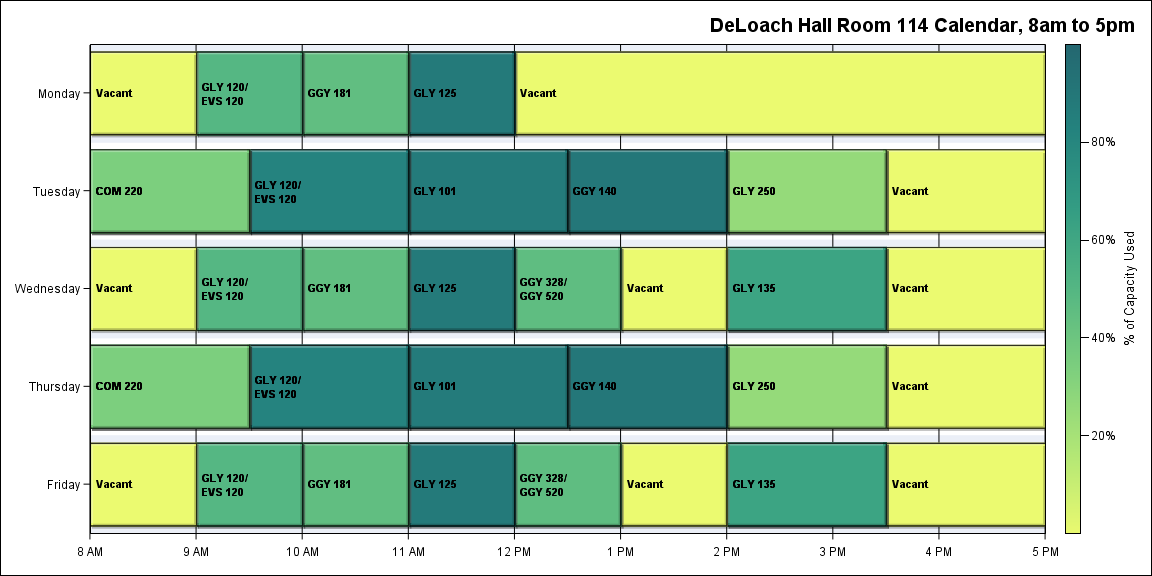 DeLoach Hall Room 114 Calendar, 8am to 5pm
Monday
Vacant
GLY 120/
EVS 120
GGY 181
GLY 125
Vacant
Tuesday
COM 220
GLY 120/
EVS 120
GLY 101
GGY 140
GLY 250
Vacant
Wednesday
Vacant
GLY 120/
EVS 120
GGY 181
GLY 125
GGY 328/
GGY 520
Vacant
GLY 135
Vacant
Thursday
COM 220
GLY 120/
EVS 120
GLY 101
GGY 140
GLY 250
Vacant
Friday
Vacant
GLY 120/
EVS 120
GGY 181
GLY 125
GGY 328/
GGY 520
Vacant
GLY 135
Vacant
8 AM
9 AM
10 AM
11 AM
12 PM
1 PM
2 PM
3 PM
4 PM
5 PM
80%
60%
40%
20%
% of Capacity Used